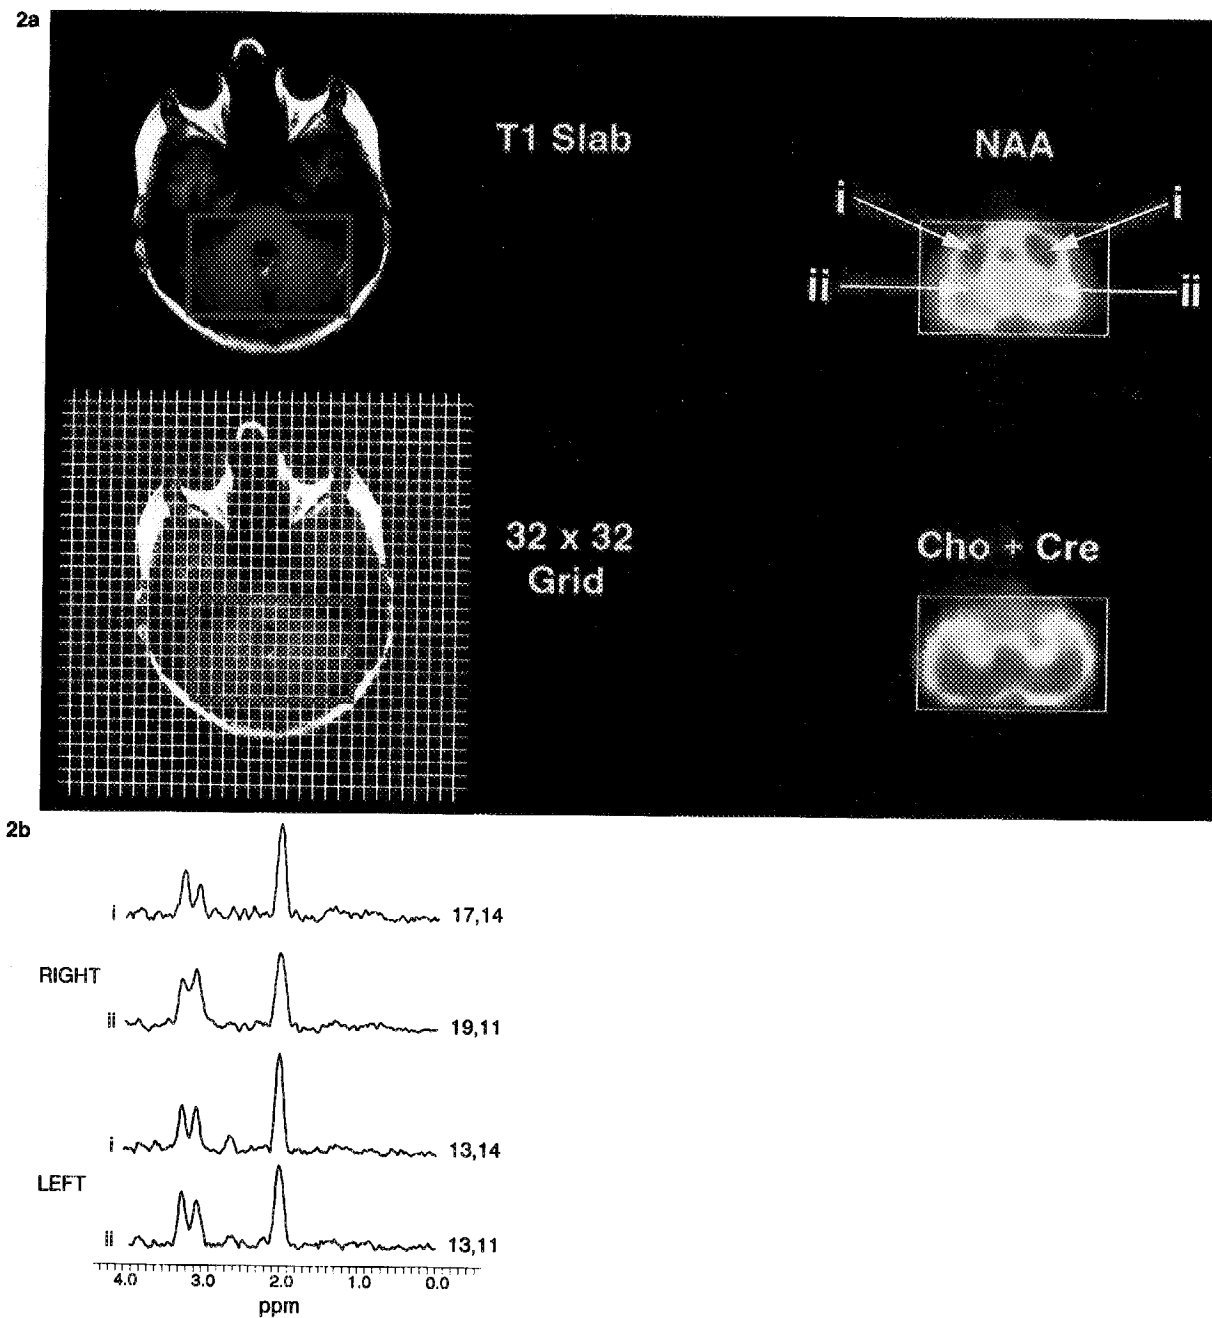 2a
T1 Slab
NAA
i
i
ii
ii
32 x 32
Grid
Cho + Cre
2b
i
17,14
RIGHT
ii
19,11
i
13,14
LEFT
ii
13,11
4.0 3.0 2.0 1.0 0.0
ppm